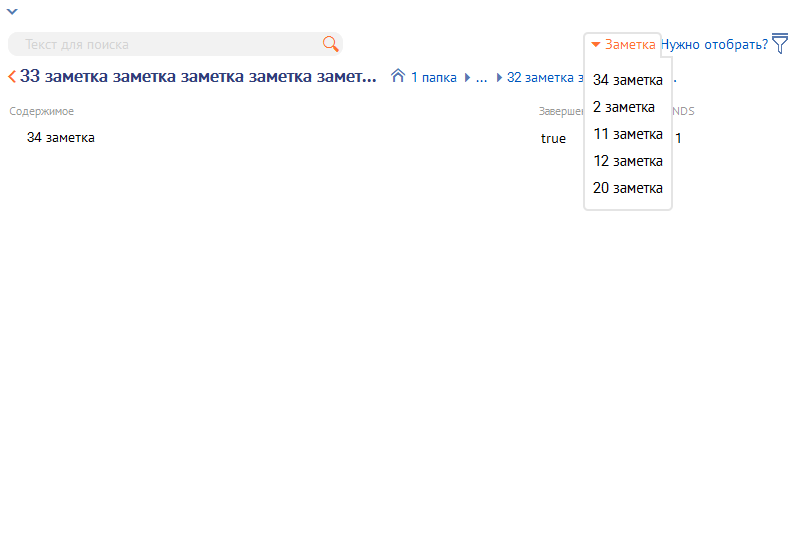 Текст для поиска
Заметка
Нужно отобрать?
33 заметка заметка заметка заметка замет...
1 папка
...
32 заметка
34 заметка
2 заметка
11 заметка
12 заметка
20 заметка
Содержимое
NDS
34 заметка
true
1